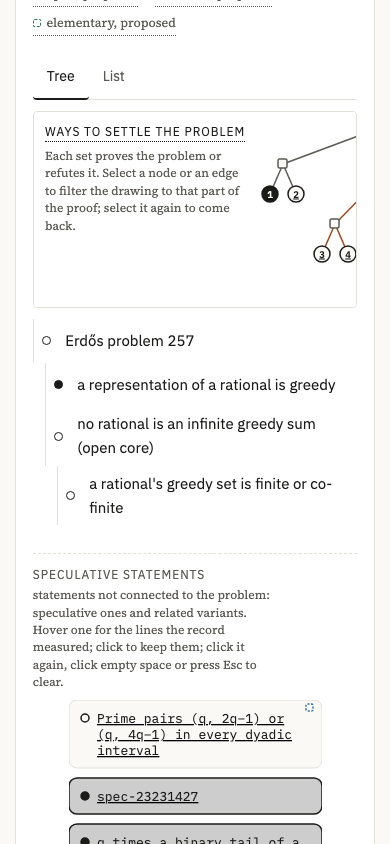 elementary, proposed
Tree List
WAYS TO SETTLE THE PROBLEM
Each set proves the problem or
refutes it. Select a node or an edge
to filter the drawing to that part of
the proof; select it again to come
back.
1 2
3 4
Erdős problem 257
a representation of a rational is greedy
no rational is an infinite greedy sum
(open core)
a rational's greedy set is finite or co-
finite
SPECULATIVE STATEMENTS
statements not connected to the problem:
speculative ones and related variants.
Hover one for the lines the record
measured; click to keep them; click it
again, click empty space or press Esc to
clear.
Prime pairs (q, 2q−1) or
(q, 4q−1) in every dyadic
interval
spec-23231427
q times a binary tail of a